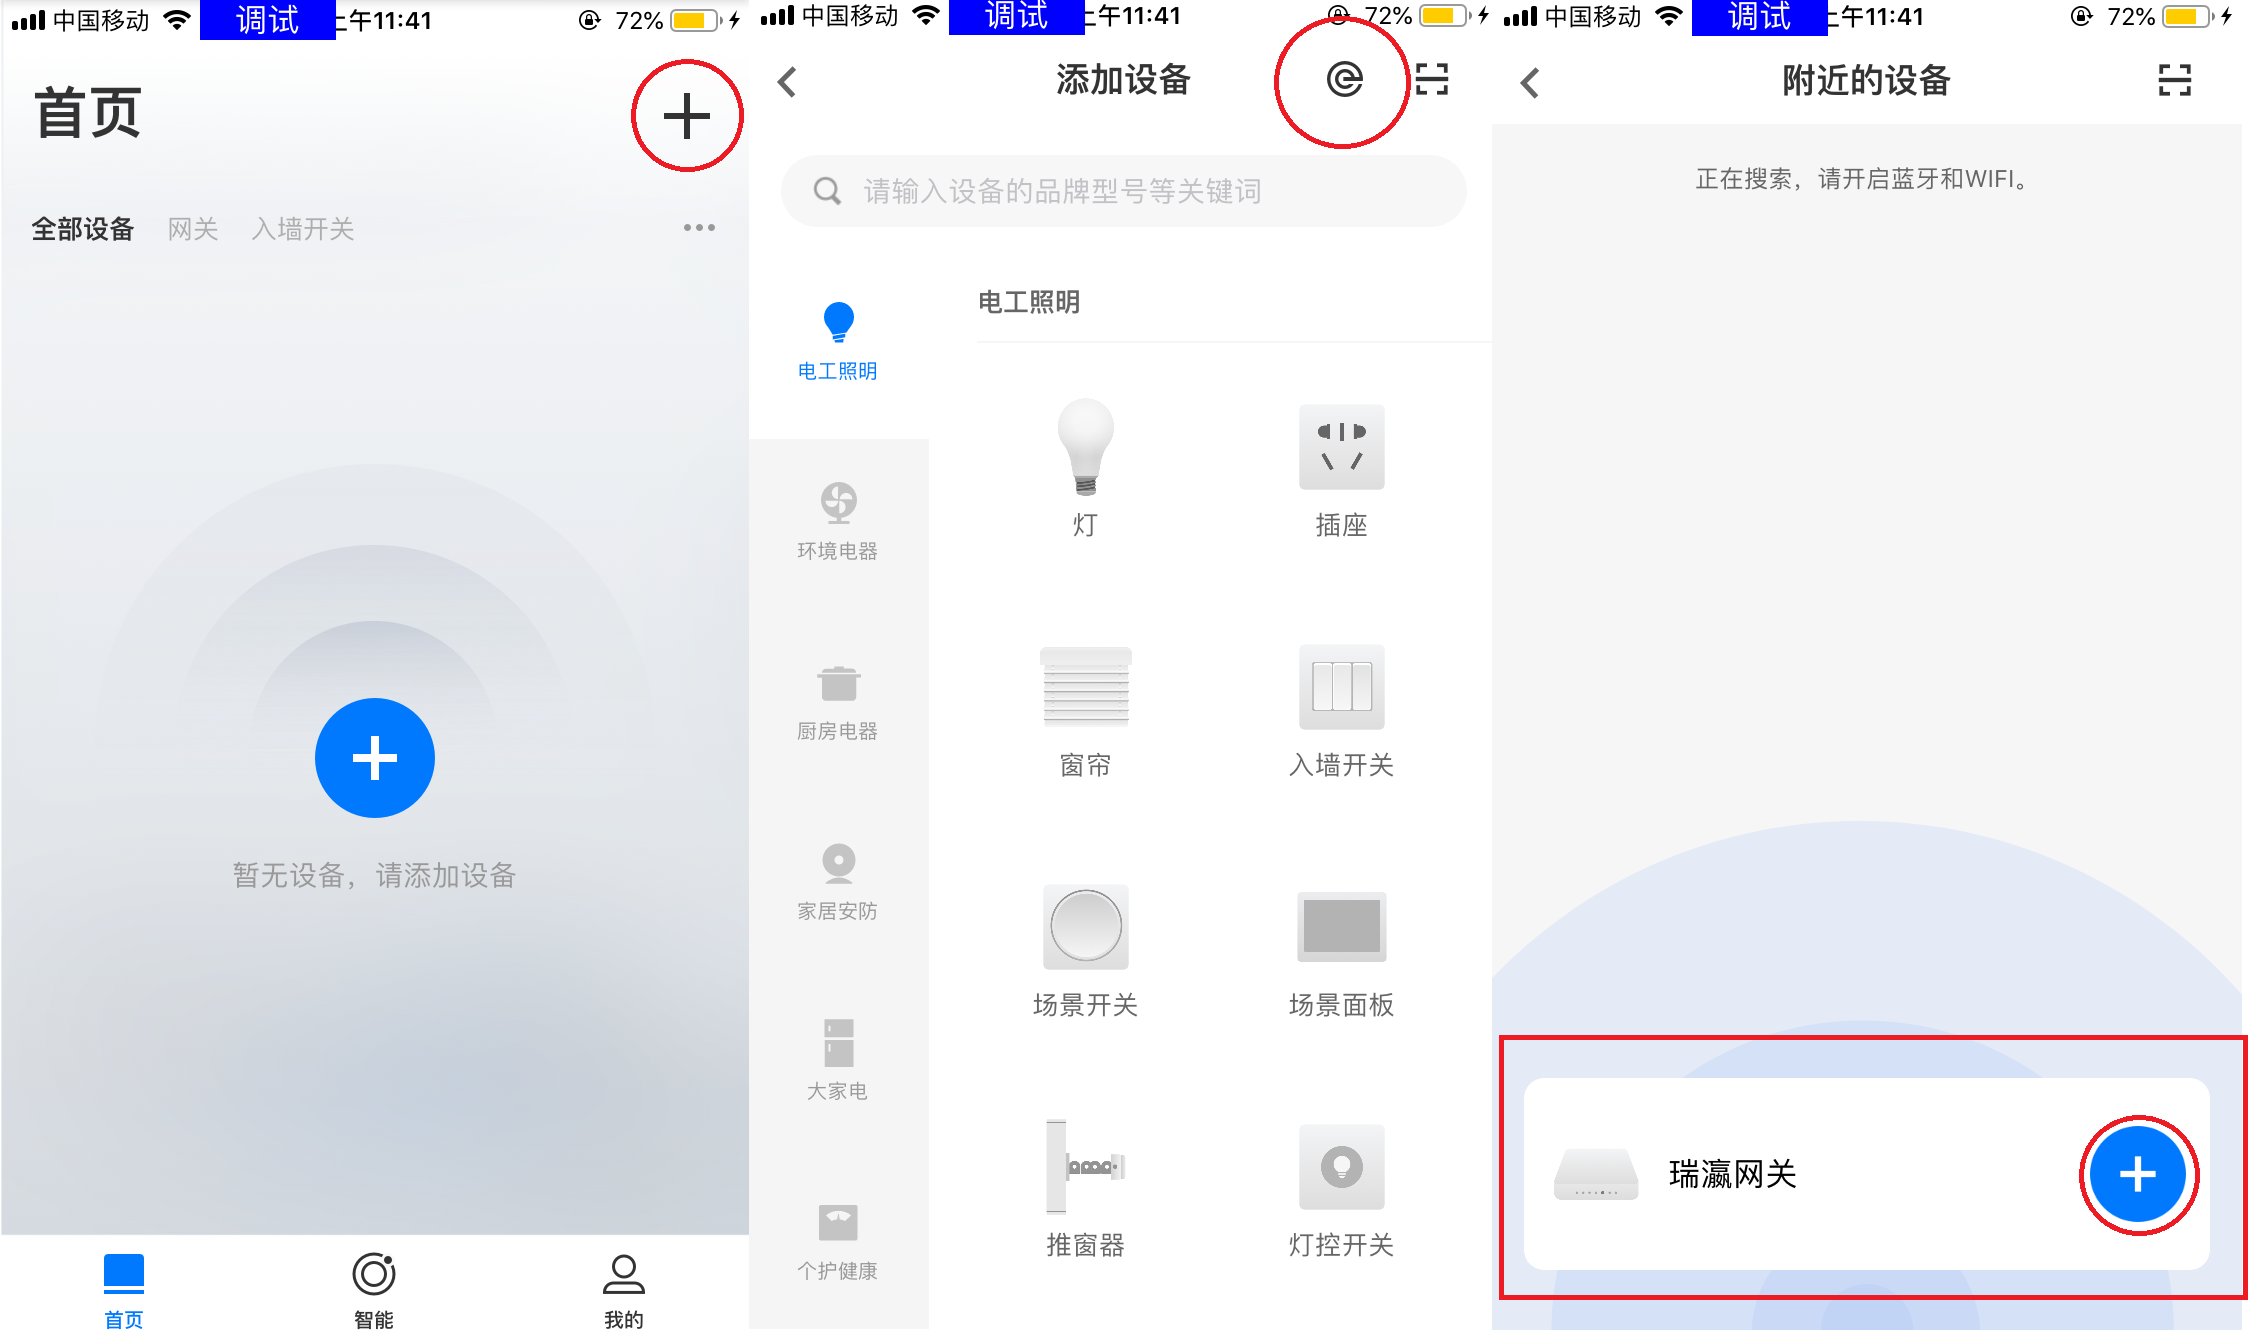 中国移动 调试 上午11:41 72%
首页
全部设备 网关 入墙开关
暂无设备，请添加设备
首页 智能 我的
中国移动 调试 上午11:41 72%
添加设备
请输入设备的品牌型号等关键词
电工照明
环境电器
厨房电器
家居安防
大家电
个护健康
电工照明
灯 插座
窗帘 入墙开关
场景开关 场景面板
推窗器 灯控开关
中国移动 调试 上午11:41 72%
附近的设备
正在搜索，请开启蓝牙和WIFI。
瑞瀛网关